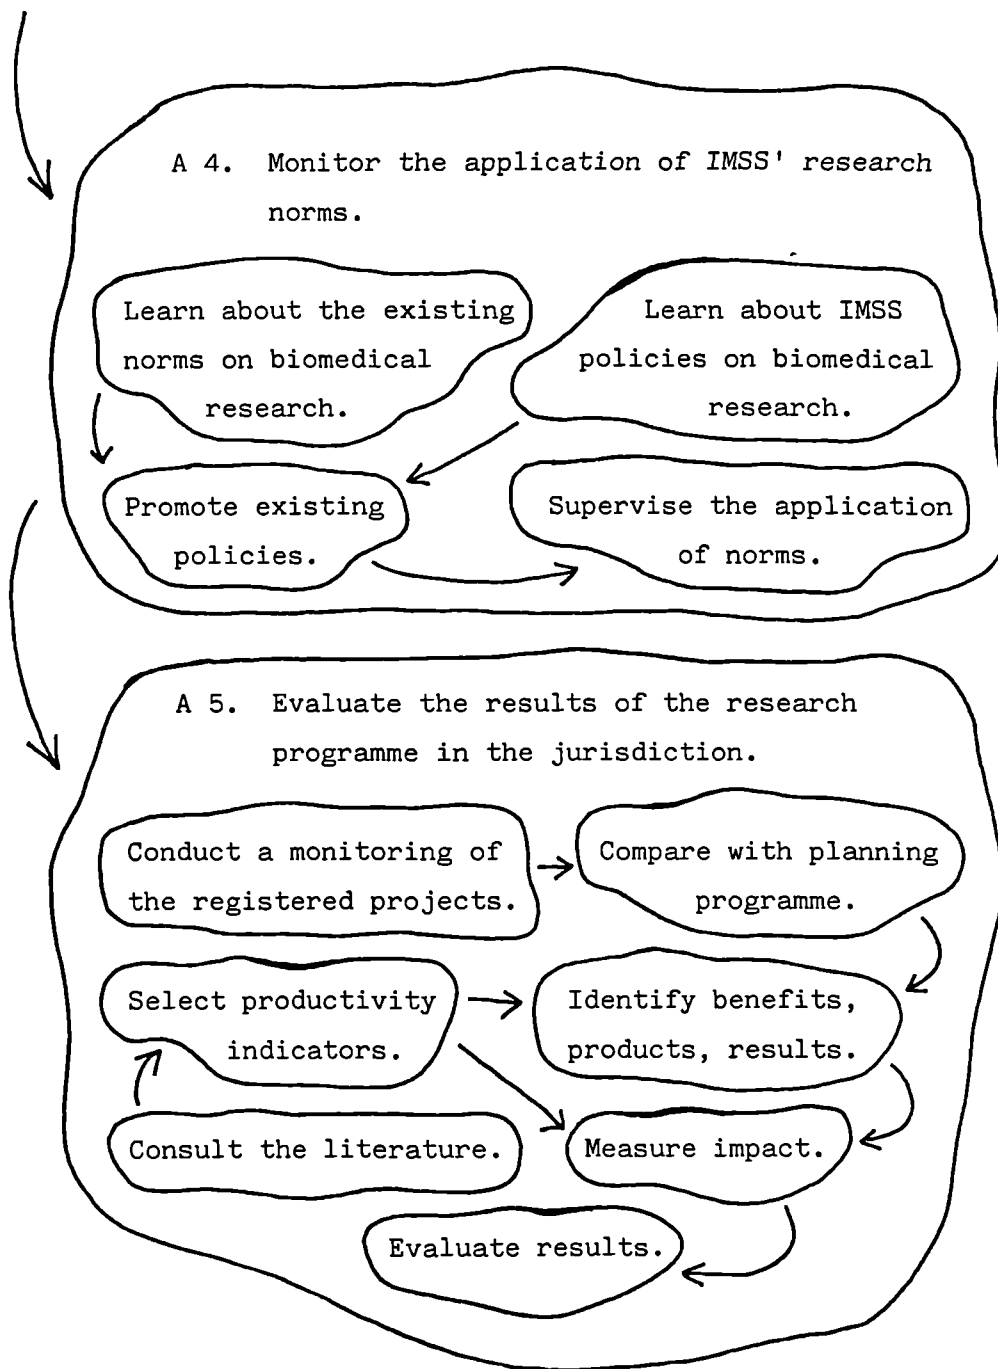 A 4. Monitor the application of IMSS' research
norms.
Learn about the existing
norms on biomedical
research.
Learn about IMSS
policies on biomedical
research.
Promote existing
policies.
Supervise the application
of norms.
A 5. Evaluate the results of the research
programme in the jurisdiction.
Conduct a monitoring of
the registered projects.
Compare with planning
programme.
Select productivity
indicators.
Identify benefits,
products, results.
Consult the literature.
Measure impact.
Evaluate results.